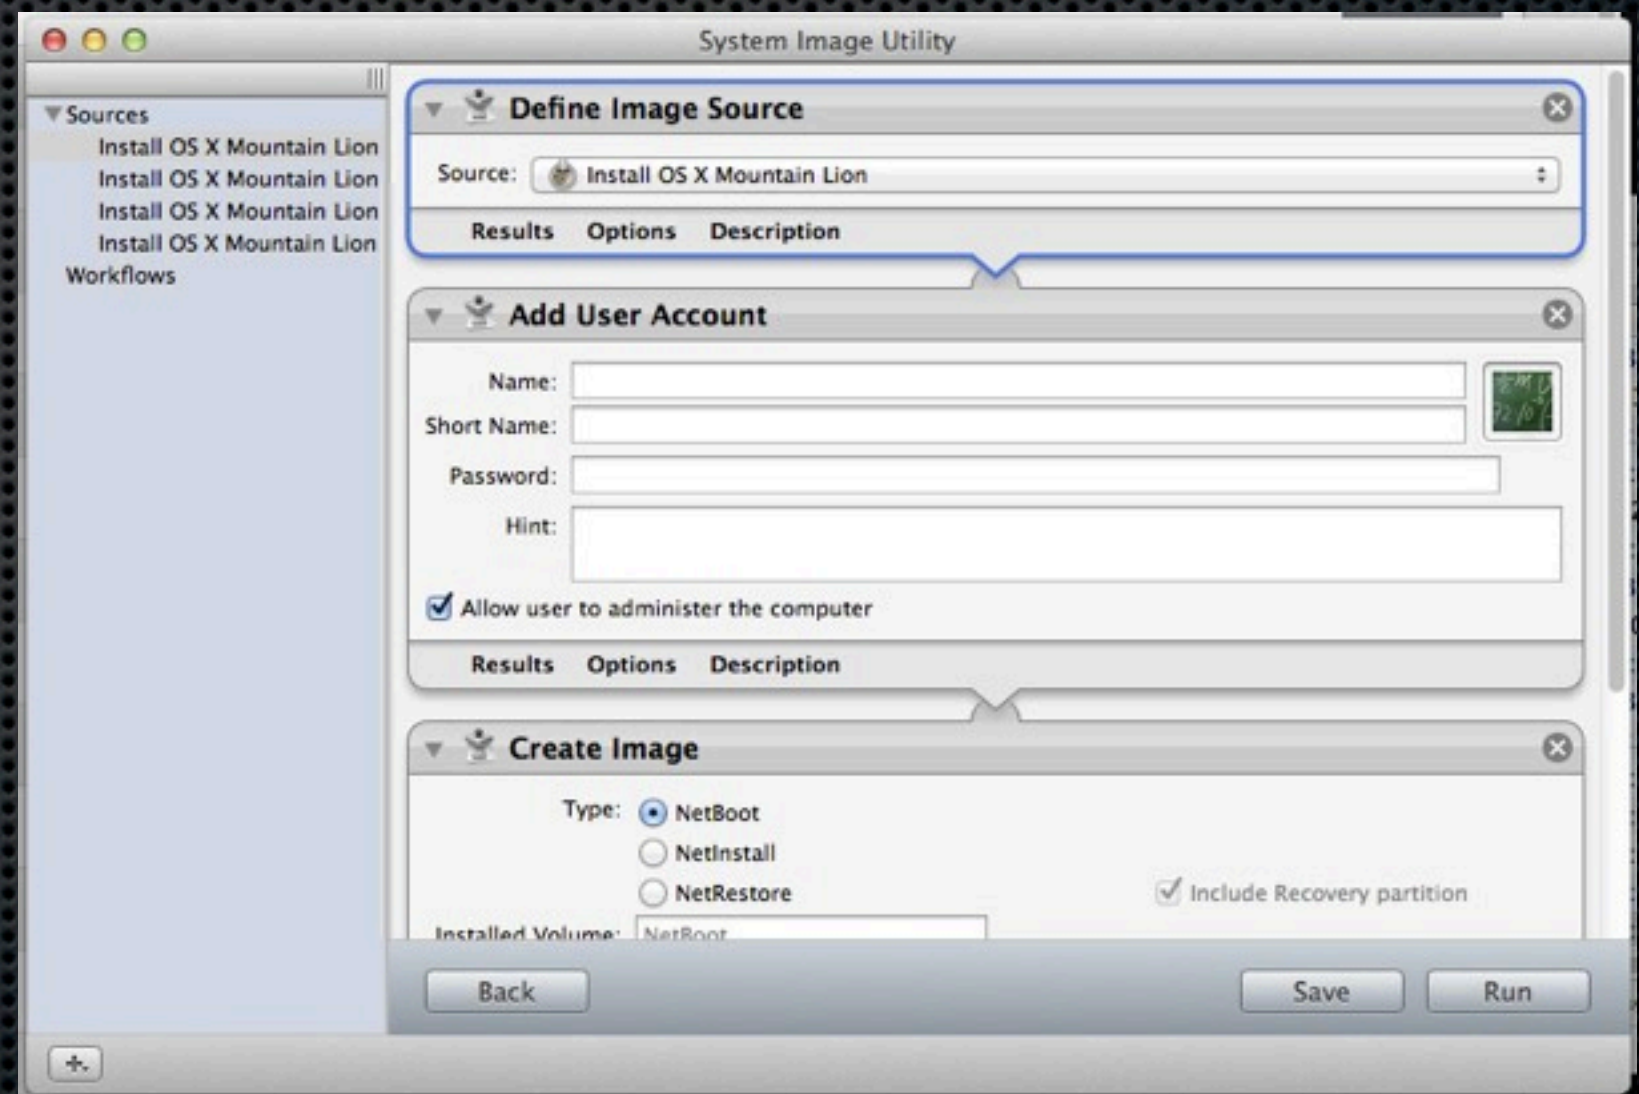 System Image Utility
Sources
Install OS X Mountain Lion
Install OS X Mountain Lion
Install OS X Mountain Lion
Install OS X Mountain Lion
Workflows
Define Image Source
Source: Install OS X Mountain Lion
Results Options Description
Add User Account
Name:
Short Name:
Password:
Hint:
Allow user to administer the computer
Results Options Description
Create Image
Type: NetBoot
NetInstall
NetRestore
Include Recovery partition
Installed Volume: NetBoot
Back Save Run